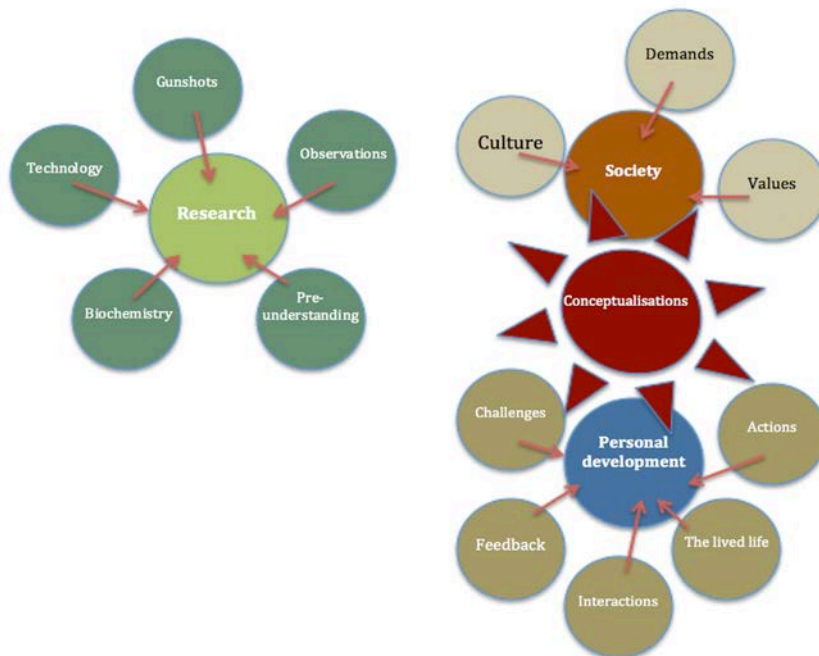 Gunshots
Technology
Observations
Research
Biochemistry
Pre-
understanding
Demands
Culture
Society
Values
Conceptualisations
Challenges
Personal
development
Actions
Feedback
The lived life
Interactions